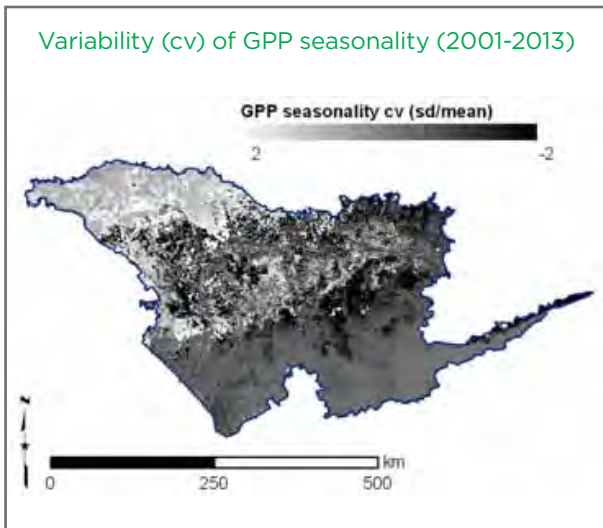 Variability (cv) of GPP seasonality (2001-2013)
GPP seasonality cv (sd/mean)
2 -2
N
km
0 250 500